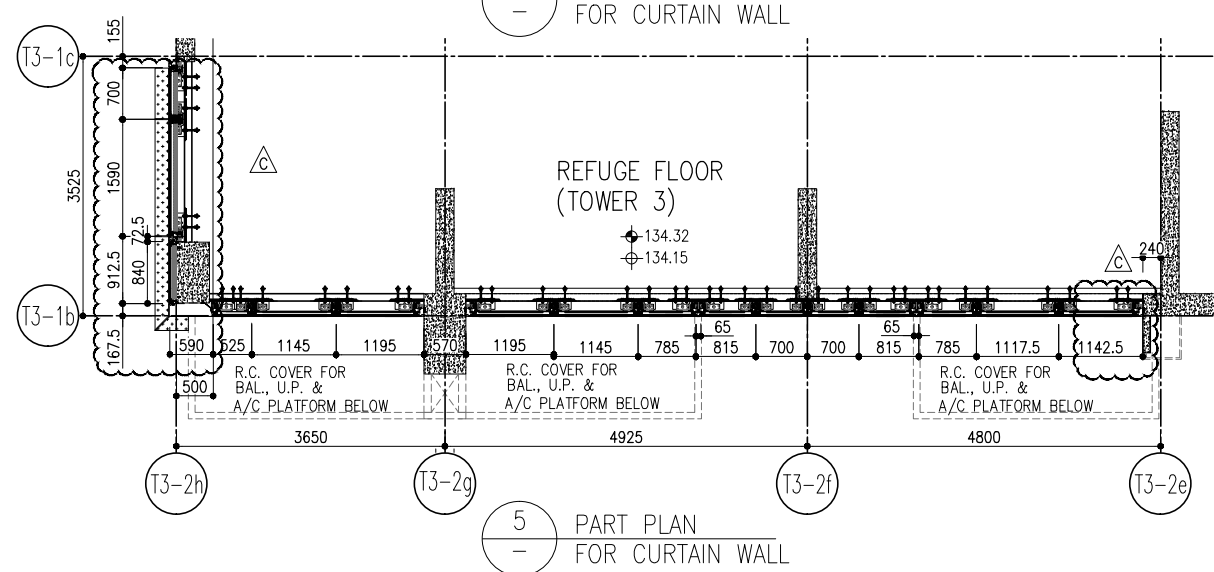 –
FOR CURTAIN WALL
T3-1c
155
700
3525
1590
C
REFUGE FLOOR
(TOWER 3)
134.32
134.15
72.5
912.5
840
C
240
T3-1b
167.5
65
65
590
525
1145
1195
570
1195
1145
785
815
700
700
815
785
1117.5
1142.5
500
R.C. COVER FOR
BAL., U.P. &
A/C PLATFORM BELOW
R.C. COVER FOR
BAL., U.P. &
A/C PLATFORM BELOW
R.C. COVER FOR
BAL., U.P. &
A/C PLATFORM BELOW
3650
4925
4800
T3-2h
T3-2g
T3-2f
T3-2e
5
–
PART PLAN
FOR CURTAIN WALL